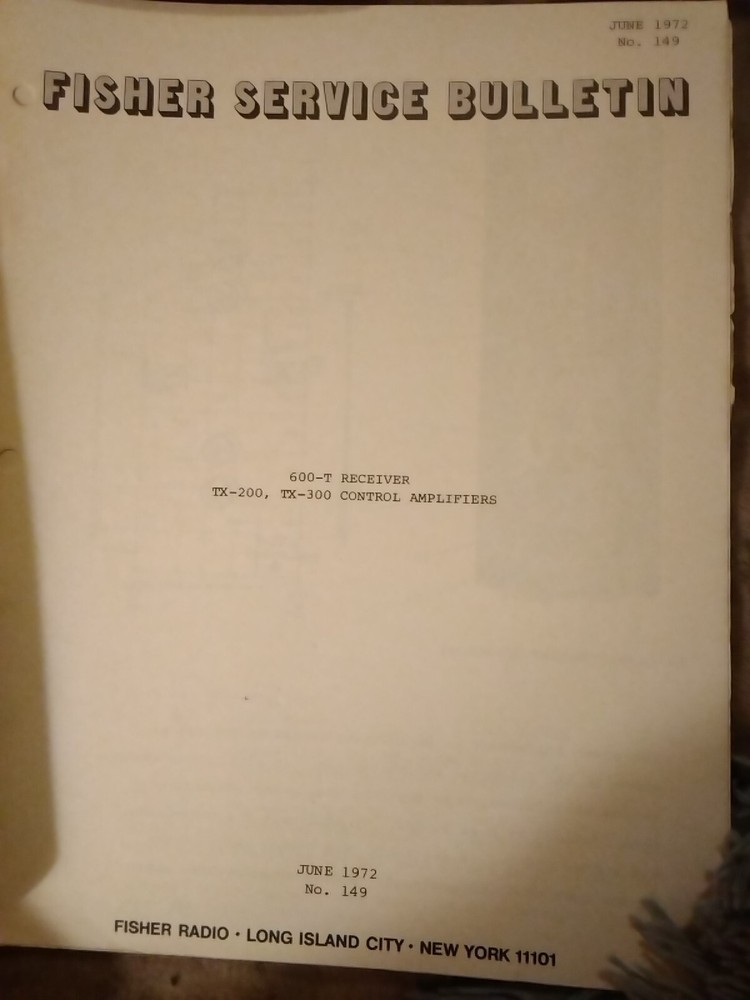 JUNE 1972
No. 149
FISHER SERVICE BULLETIN
600-T RECEIVER
TX-200, TX-300 CONTROL AMPLIFIERS
JUNE 1972
No. 149
FISHER RADIO · LONG ISLAND CITY · NEW YORK 11101